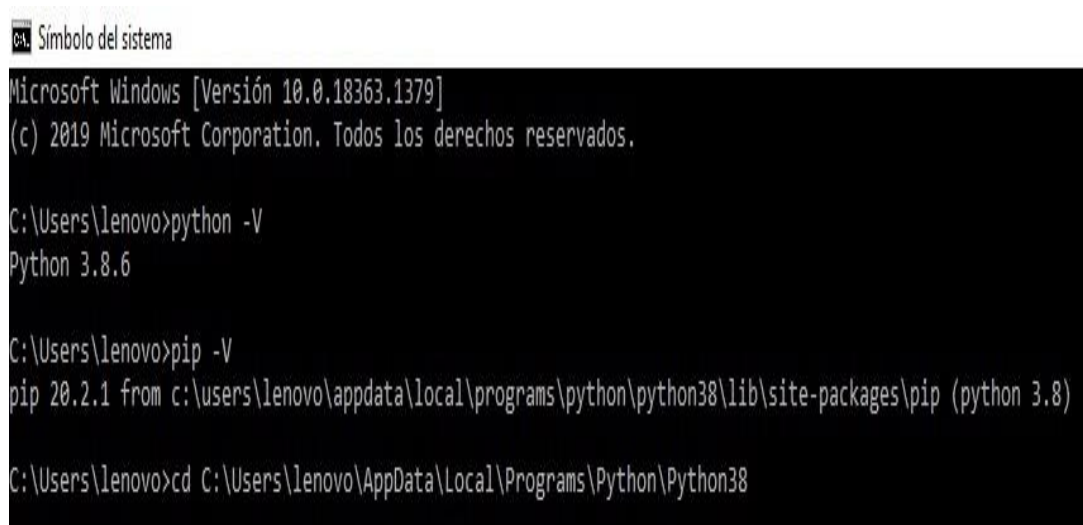 Símbolo del sistema
Microsoft Windows [Versión 10.0.18363.1379]
(c) 2019 Microsoft Corporation. Todos los derechos reservados.
C:\Users\lenovo>python -V
Python 3.8.6
C:\Users\lenovo>pip -V
pip 20.2.1 from c:\users\lenovo\appdata\local\programs\python\python38\lib\site-packages\pip (python 3.8)
C:\Users\lenovo>cd C:\Users\lenovo\AppData\Local\Programs\Python\Python38